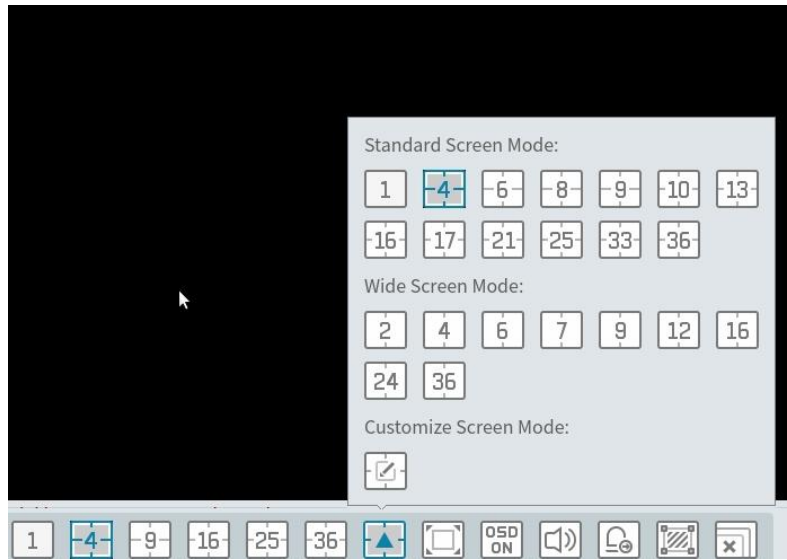 Standard Screen Mode:
1 4 6 8 9 10 13
16 17 21 25 33 36
Wide Screen Mode:
2 4 6 7 9 12 16
24 36
Customize Screen Mode:
1 4 9 16 25 36 OSD ON